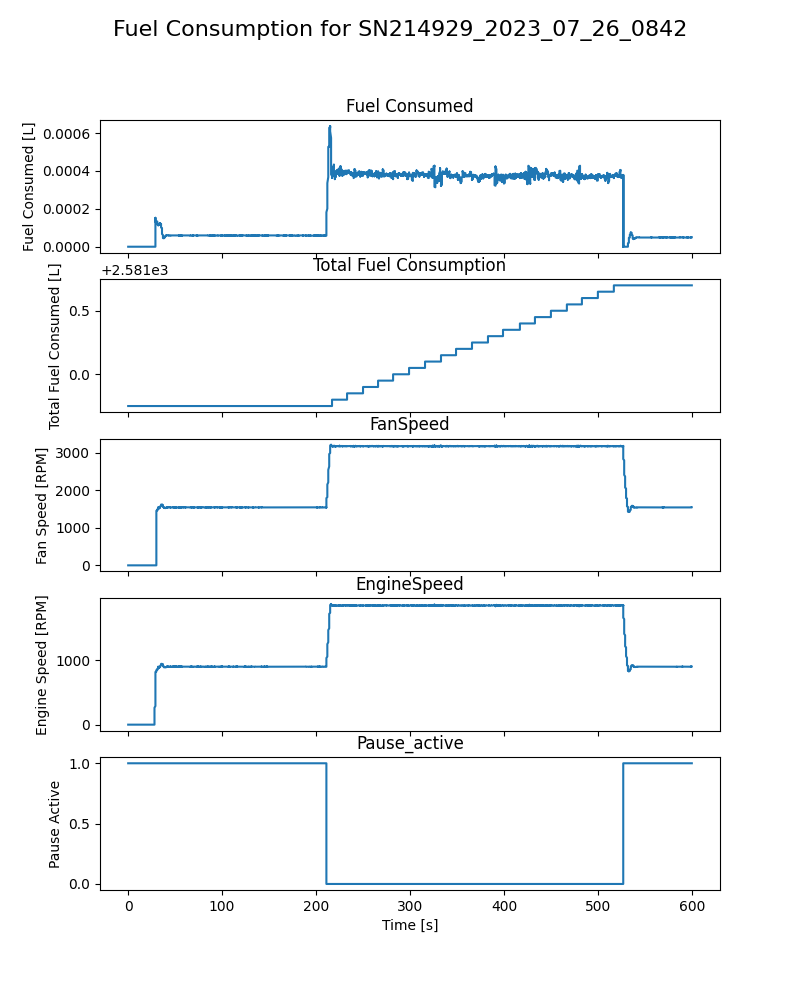 Fuel Consumption for SN214929_2023_07_26_0842
Fuel Consumed
Fuel Consumed [L]
0.0006
0.0004
0.0002
0.0000
Total Fuel Consumption
+2.581e3
Total Fuel Consumed [L]
0.5
0.0
FanSpeed
Fan Speed [RPM]
3000
2000
1000
0
EngineSpeed
Engine Speed [RPM]
1000
0
Pause_active
Pause Active
1.0
0.5
0.0
0 100 200 300 400 500 600
Time [s]